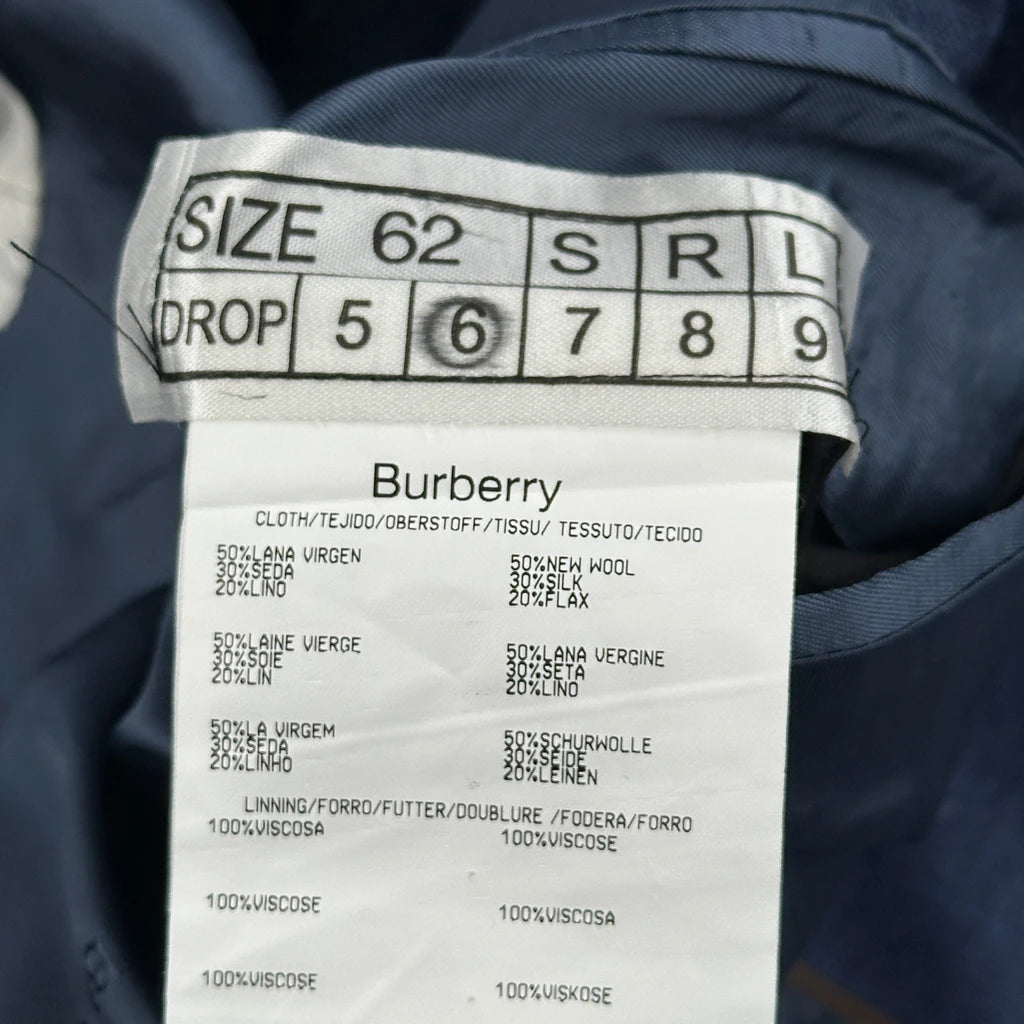 SIZE 62 S R L
DROP 5 6 7 8 9
Burberry
CLOTH/TEJIDO/OBERSTOFF/TISSU/ TESSUTO/TECIDO
50%LANA VIRGEN
30%SEDA
20%LINO
50%NEW WOOL
30%SILK
20%FLAX
50%LAINE VIERGE
30%SOIE
20%LIN
50%LANA VERGINE
30%SETA
20%LINO
50%LA VIRGEM
30%SEDA
20%LINHO
50%SCHURWOLLE
30%SEIDE
20%LEINEN
LINNING/FORRO/FUTTER/DOUBLURE /FODERA/FORRO
100%VISCOSA
100%VISCOSE
100%VISCOSE
100%VISCOSA
100%VISCOSE
100%VISKOSE